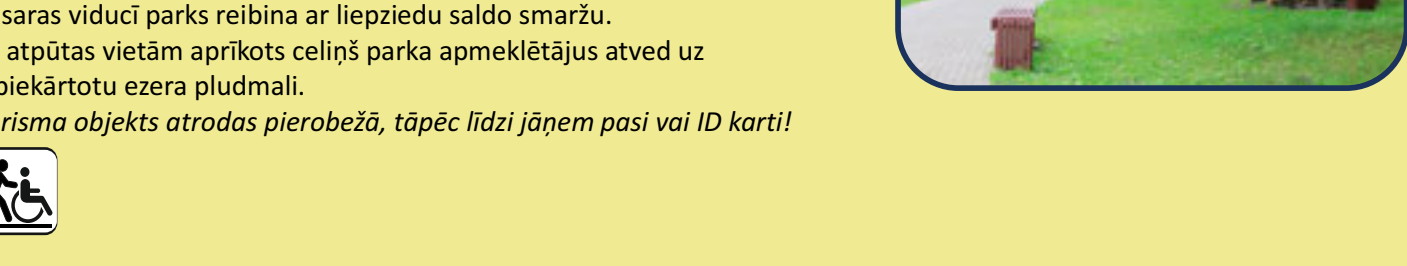 saras viducī parks reibina ar liepziedu saldo smaržu.
atpūtas vietām aprīkots celiņš parka apmeklētājus atved uz
piekārtotu ezera pludmali.
risma objekts atrodas pierobežā, tāpēc līdzi jāņem pasi vai ID karti!